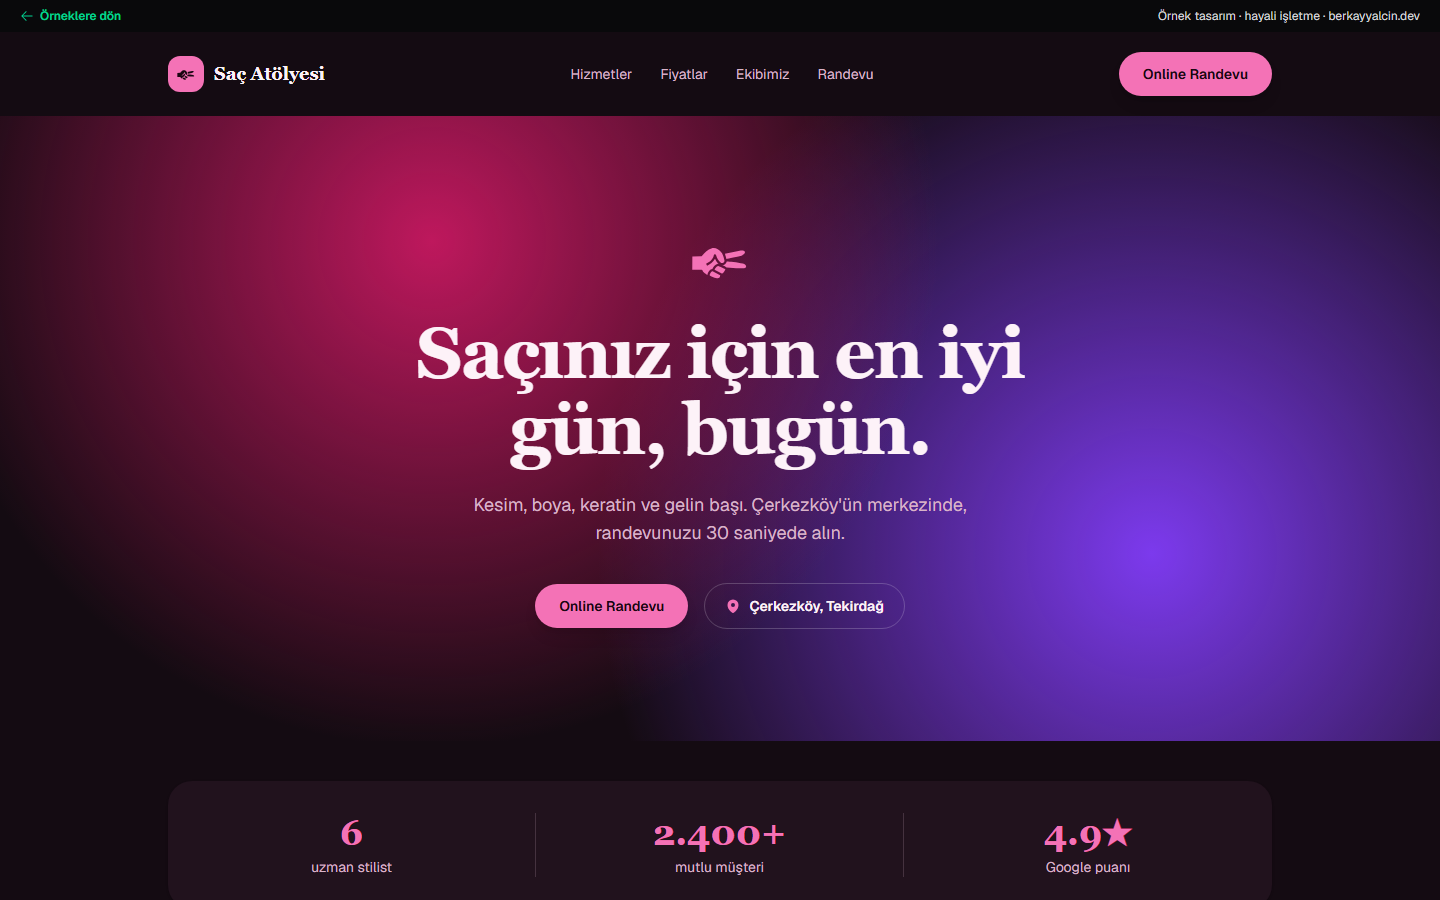 Örneklere dön
Örnek tasarım · hayali işletme · berkayyalcin.dev
Saç Atölyesi
Hizmetler
Fiyatlar
Ekibimiz
Randevu
Online Randevu
Saçınız için en iyi
gün, bugün.
Kesim, boya, keratin ve gelin başı. Çerkezköy'ün merkezinde,
randevunuzu 30 saniyede alın.
Online Randevu
Çerkezköy, Tekirdağ
6
uzman stilist
2.400+
mutlu müşteri
4.9★
Google puanı